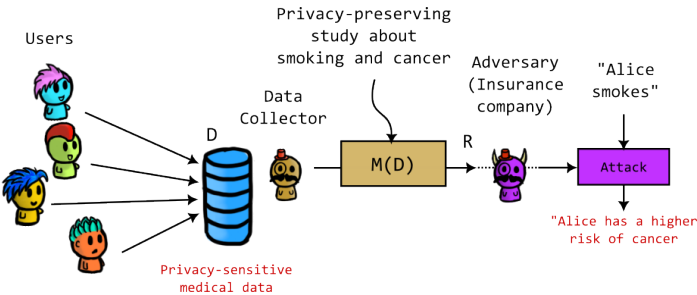 Users
Privacy-preserving
study about
smoking and cancer
Data
Collector
Adversary
(Insurance
company)
"Alice
smokes"
D
M(D)
R
Attack
Privacy-sensitive
medical data
"Alice has a higher
risk of cancer